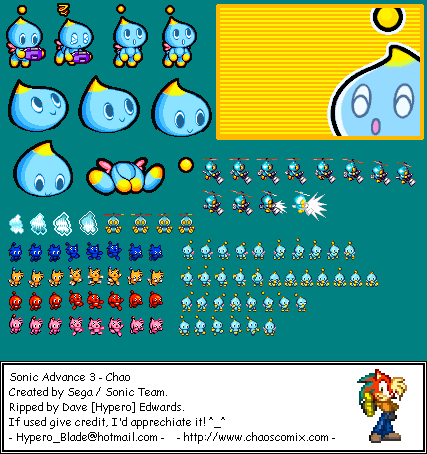 Sonic Advance 3 - Chao
Created by Sega / Sonic Team.
Ripped by Dave [Hypero] Edwards.
If used give credit, I'd apprechiate it! ^_^
- Hypero_Blade@hotmail.com - - http://www.chaoscomix.com -